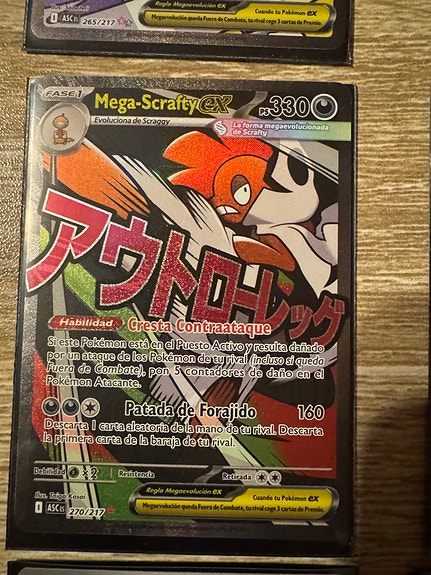 Regla Megaevolución ex
Cuando tu Pokémon ex
Megaevolución queda Fuera de Combate, tu rival coge 3 cartas de Premio.
O ASC ES 265/217
FASE 1
Mega-Scrafty ex
PS 330
Evoluciona de Scraggy
La forma megaevolucionada
de Scrafty
アウトローレッグ
Habilidad Cresta Contraataque
Si este Pokémon está en el Puesto Activo y resulta dañado
por un ataque de los Pokémon de tu rival (incluso si queda
Fuera de Combate), pon 5 contadores de daño en el
Pokémon Atacante.
Patada de Forajido 160
Descarta 1 carta aleatoria de la mano de tu rival. Descarta
la primera carta de la baraja de tu rival.
Debilidad ×2 Resistencia Retirada
Ilus. Taiga Kasai
Regla Megaevolución ex
Cuando tu Pokémon ex
Megaevolución queda Fuera de Combate, tu rival coge 3 cartas de Premio.
O ASC ES 270/217